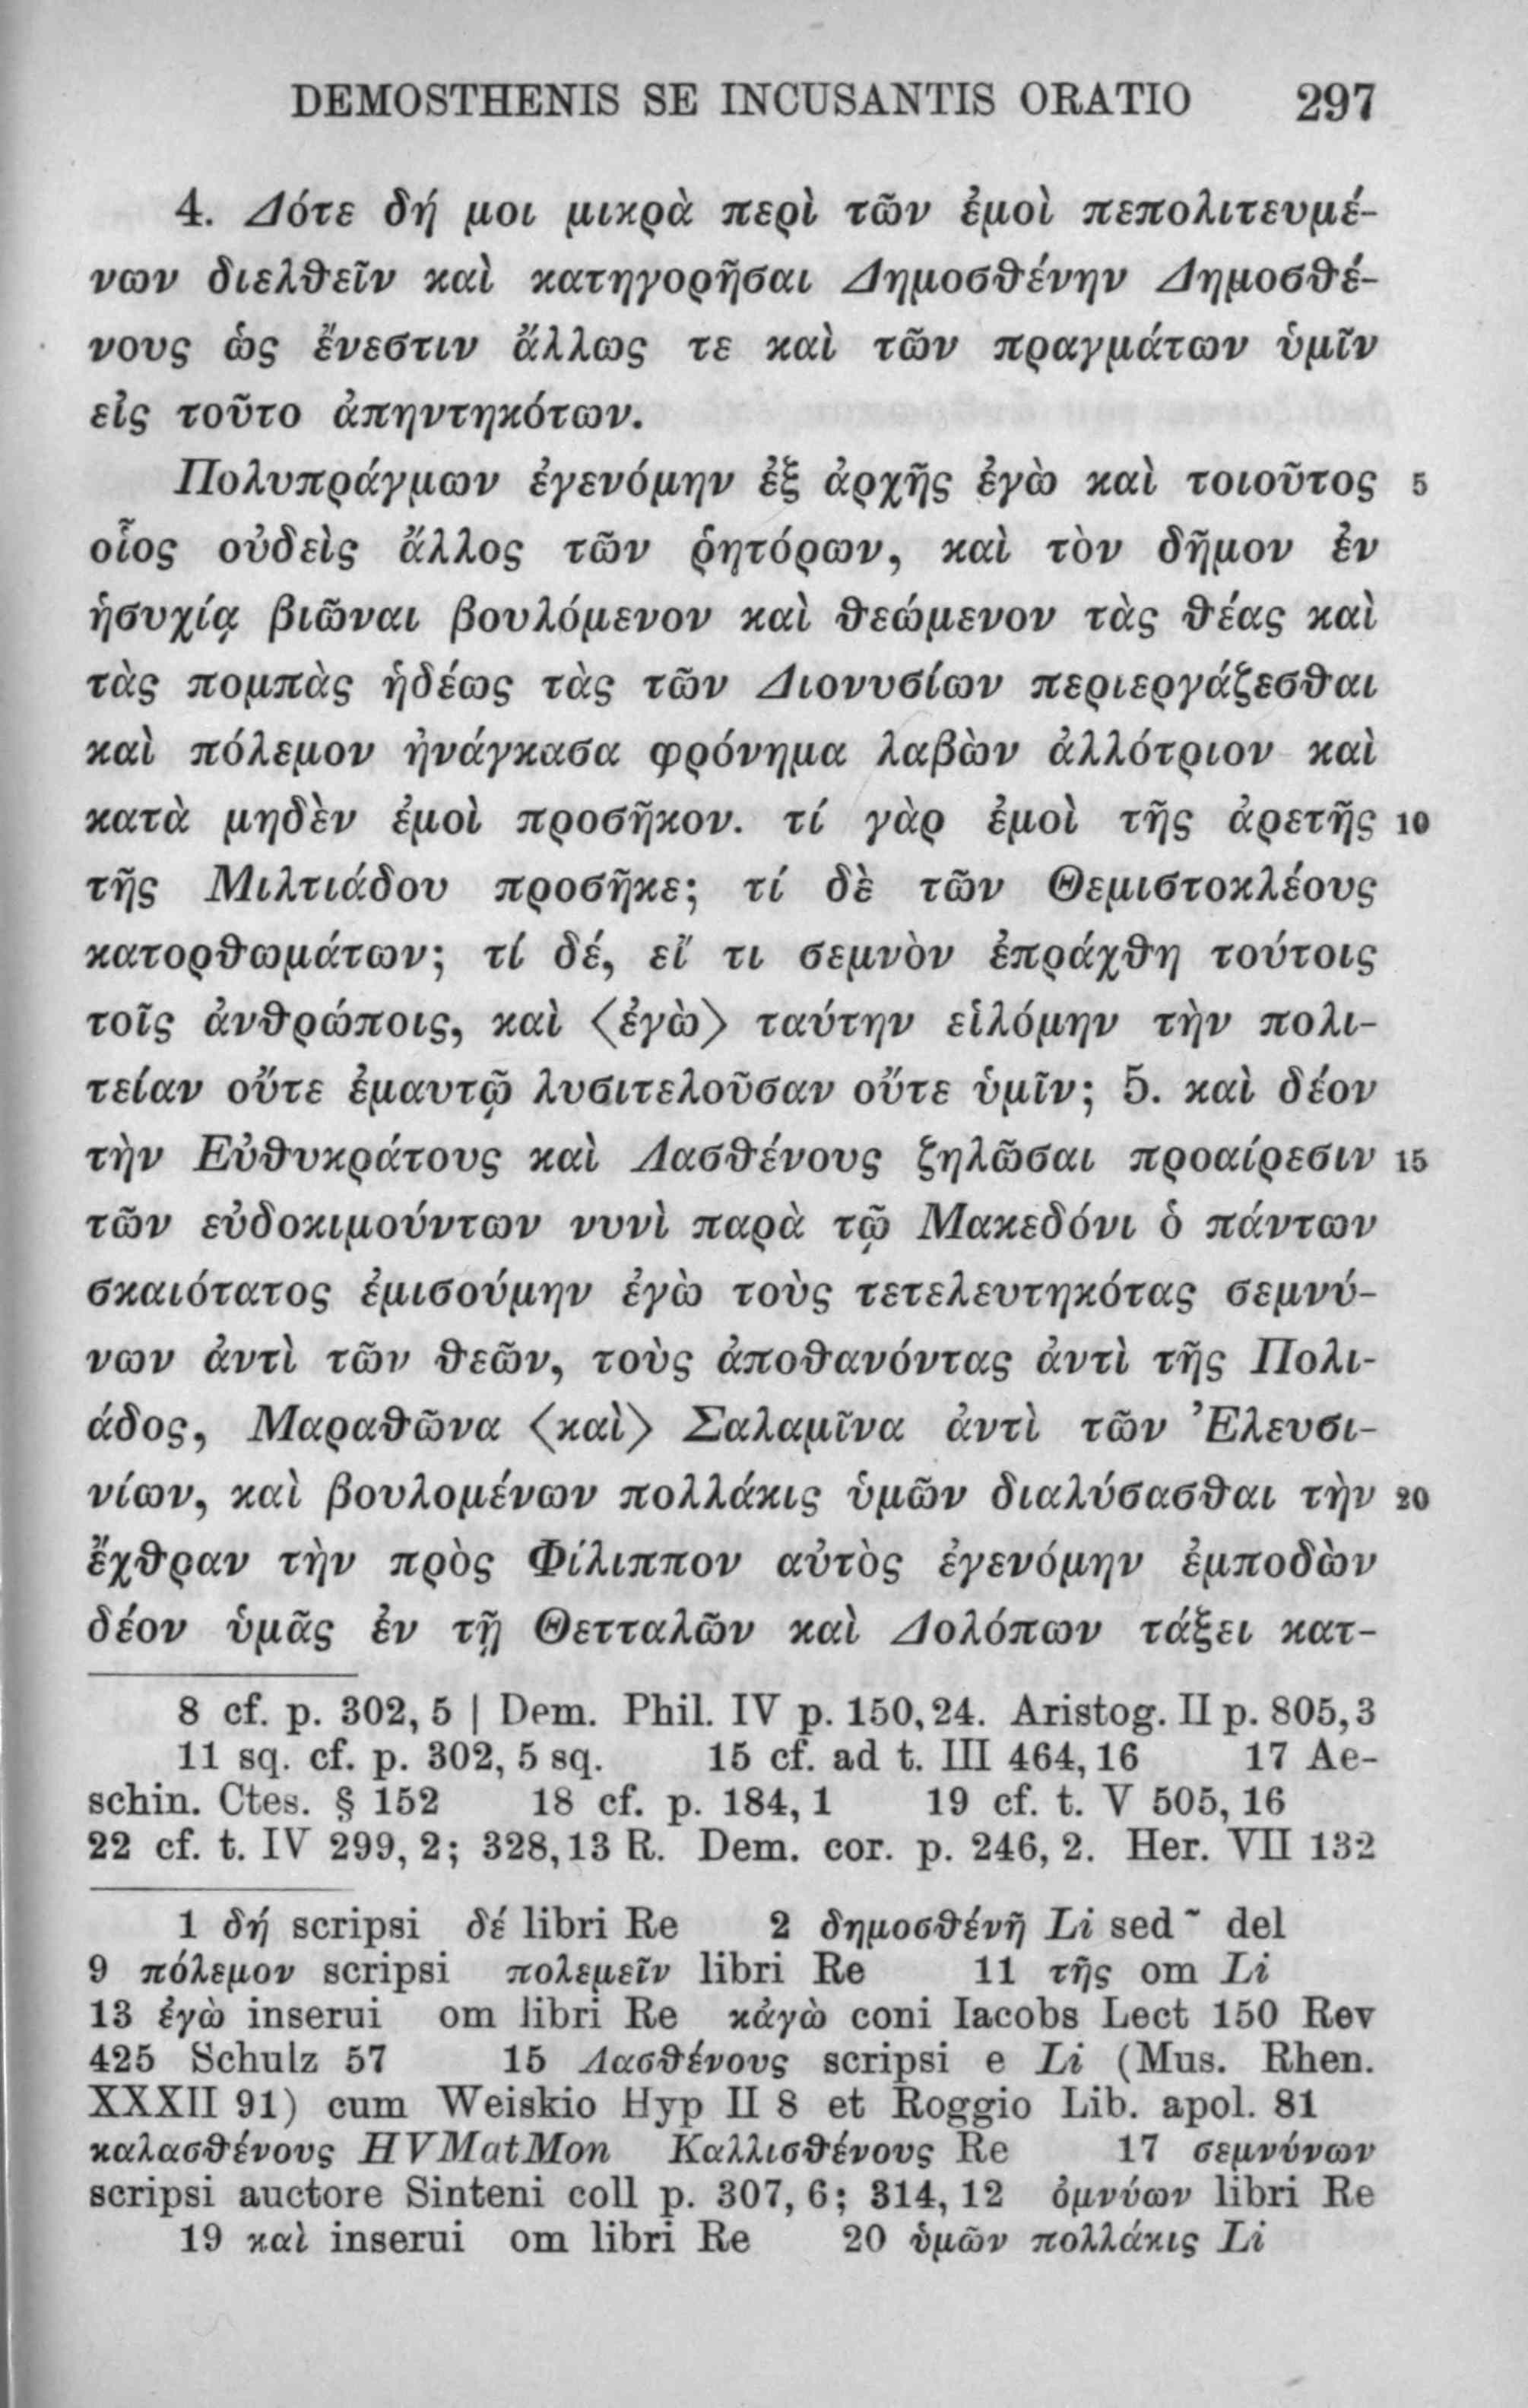 DEMOSTHENIS SE INCUSANTIS ORATIO 297
4. Δότε δή μοι μικρὰ περὶ τῶν ἐμοὶ πεπολιτευμέ-
νων διελθεῖν καὶ κατηγορῆσαι Δημοσθένην Δημοσθέ-
νους ὡς ἔνεστιν ἄλλως τε καὶ τῶν πραγμάτων ὑμῖν
εἰς τοῦτο ἀπηντηκότων.
Πολυπράγμων ἐγενόμην ἐξ ἀρχῆς ἐγὼ καὶ τοιοῦτος 5
οἷος οὐδεὶς ἄλλος τῶν ῥητόρων, καὶ τὸν δῆμον ἐν
ἡσυχίᾳ βιῶναι βουλόμενον καὶ θεώμενον τὰς θέας καὶ
τὰς πομπὰς ἡδέως τὰς τῶν Διονυσίων περιεργάζεσθαι
καὶ πόλεμον ἠνάγκασα φρόνημα λαβὼν ἀλλότριον καὶ
κατὰ μηδὲν ἐμοὶ προσῆκον. τί γὰρ ἐμοὶ τῆς ἀρετῆς 10
τῆς Μιλτιάδου προσῆκε; τί δὲ τῶν Θεμιστοκλέους
κατορθωμάτων; τί δέ, εἴ τι σεμνὸν ἐπράχθη τούτοις
τοῖς ἀνθρώποις, καὶ ⟨ἐγὼ⟩ ταύτην εἱλόμην τὴν πολι-
τείαν οὔτε ἐμαυτῷ λυσιτελοῦσαν οὔτε ὑμῖν; 5. καὶ δέον
τὴν Εὐθυκράτους καὶ Λασθένους ζηλῶσαι προαίρεσιν 15
τῶν εὐδοκιμούντων νυνὶ παρὰ τῷ Μακεδόνι ὁ πάντων
σκαιότατος ἐμισούμην ἐγὼ τοὺς τετελευτηκότας σεμνύ-
νων ἀντὶ τῶν θεῶν, τοὺς ἀποθανόντας ἀντὶ τῆς Πολι-
άδος, Μαραθῶνα ⟨καὶ⟩ Σαλαμῖνα ἀντὶ τῶν Ἐλευσι-
νίων, καὶ βουλομένων πολλάκις ὑμῶν διαλύσασθαι τὴν 20
ἔχθραν τὴν πρὸς Φίλιππον αὐτὸς ἐγενόμην ἐμποδὼν
δέον ὑμᾶς ἐν τῇ Θετταλῶν καὶ Δολόπων τάξει κατ-
8 cf. p. 302, 5 | Dem. Phil. IV p. 150, 24. Aristog. II p. 805, 3
11 sq. cf. p. 302, 5 sq. 15 cf. ad t. III 464, 16 17 Ae-
schin. Ctes. § 152 18 cf. p. 184, 1 19 cf. t. V 505, 16
22 cf. t. IV 299, 2; 328, 13 R. Dem. cor. p. 246, 2. Her. VII 132
1 δή scripsi δέ libri Re 2 δημοσθένῆ Li sed ~ del
9 πόλεμον scripsi πολεμεῖν libri Re 11 τῆς om Li
13 ἐγὼ inserui om libri Re κἀγὼ coni Iacobs Lect 150 Rev
425 Schulz 57 15 Λασθένους scripsi e Li (Mus. Rhen.
XXXII 91) cum Weiskio Hyp II 8 et Roggio Lib. apol. 81
καλασθένους HVMatMon Καλλισθένους Re 17 σεμνύνων
scripsi auctore Sinteni coll p. 307, 6; 314, 12 ὀμνύων libri Re
19 καὶ inserui om libri Re 20 ὑμῶν πολλάκις Li